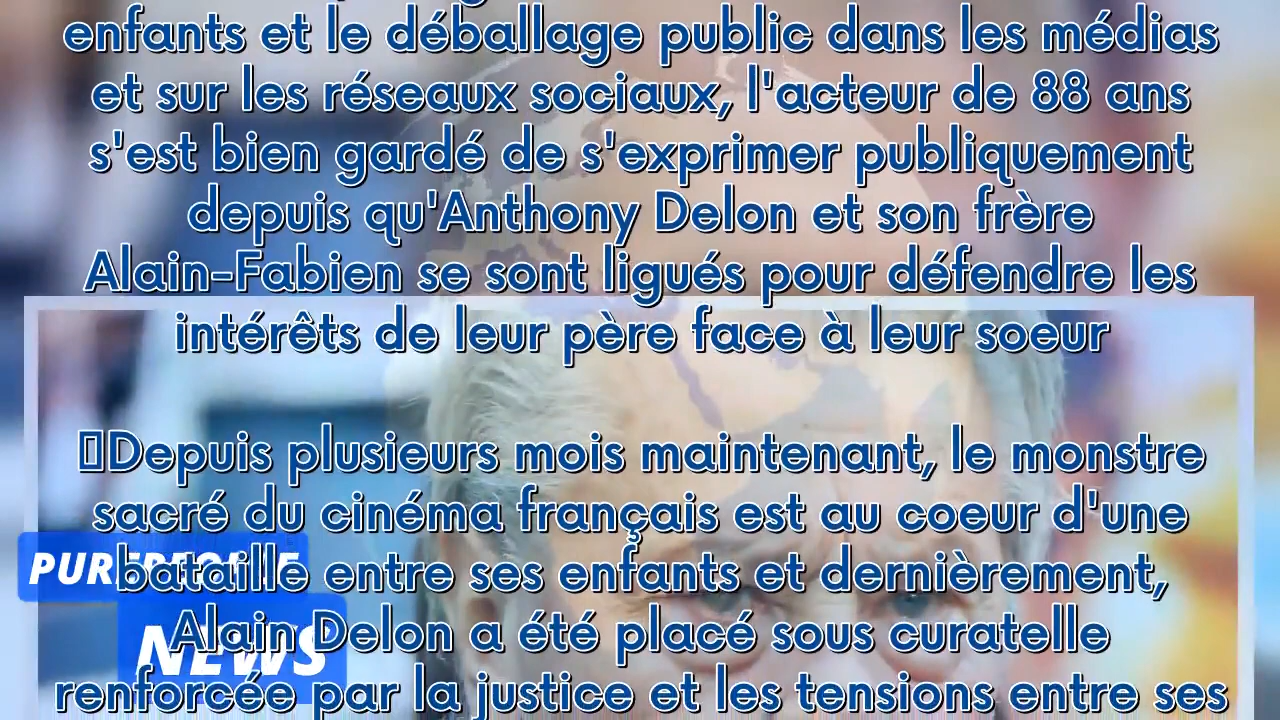 enfants et le déballage public dans les médias
et sur les réseaux sociaux, l'acteur de 88 ans
s'est bien gardé de s'exprimer publiquement
depuis qu'Anthony Delon et son frère
Alain-Fabien se sont ligués pour défendre les
intérêts de leur père face à leur soeur
Depuis plusieurs mois maintenant, le monstre
sacré du cinéma français est au coeur d'une
bataille entre ses enfants et dernièrement,
Alain Delon a été placé sous curatelle
renforcée par la justice et les tensions entre ses
NEWS